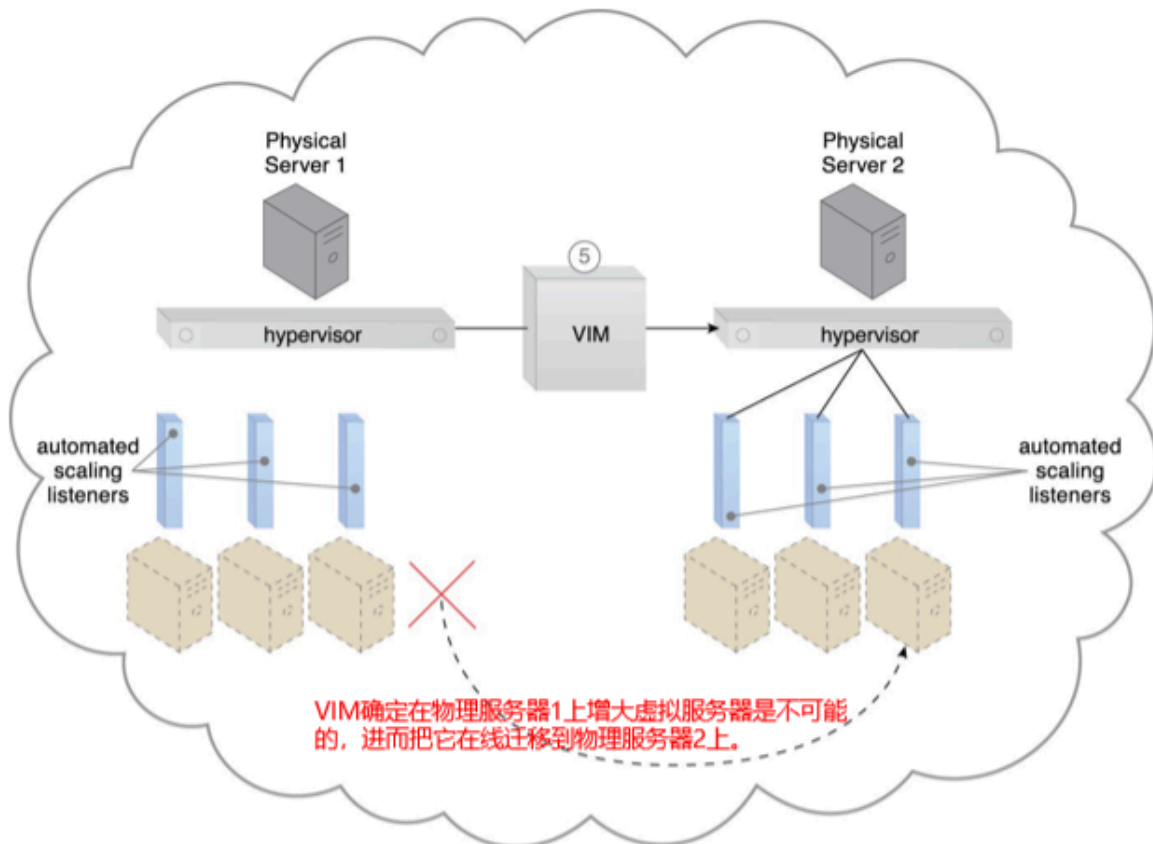 Physical
Server 1
Physical
Server 2
5
hypervisor
VIM
hypervisor
automated
scaling
listeners
automated
scaling
listeners
VIM确定在物理服务器1上增大虚拟服务器是不可能
的，进而把它在线迁移到物理服务器2上。